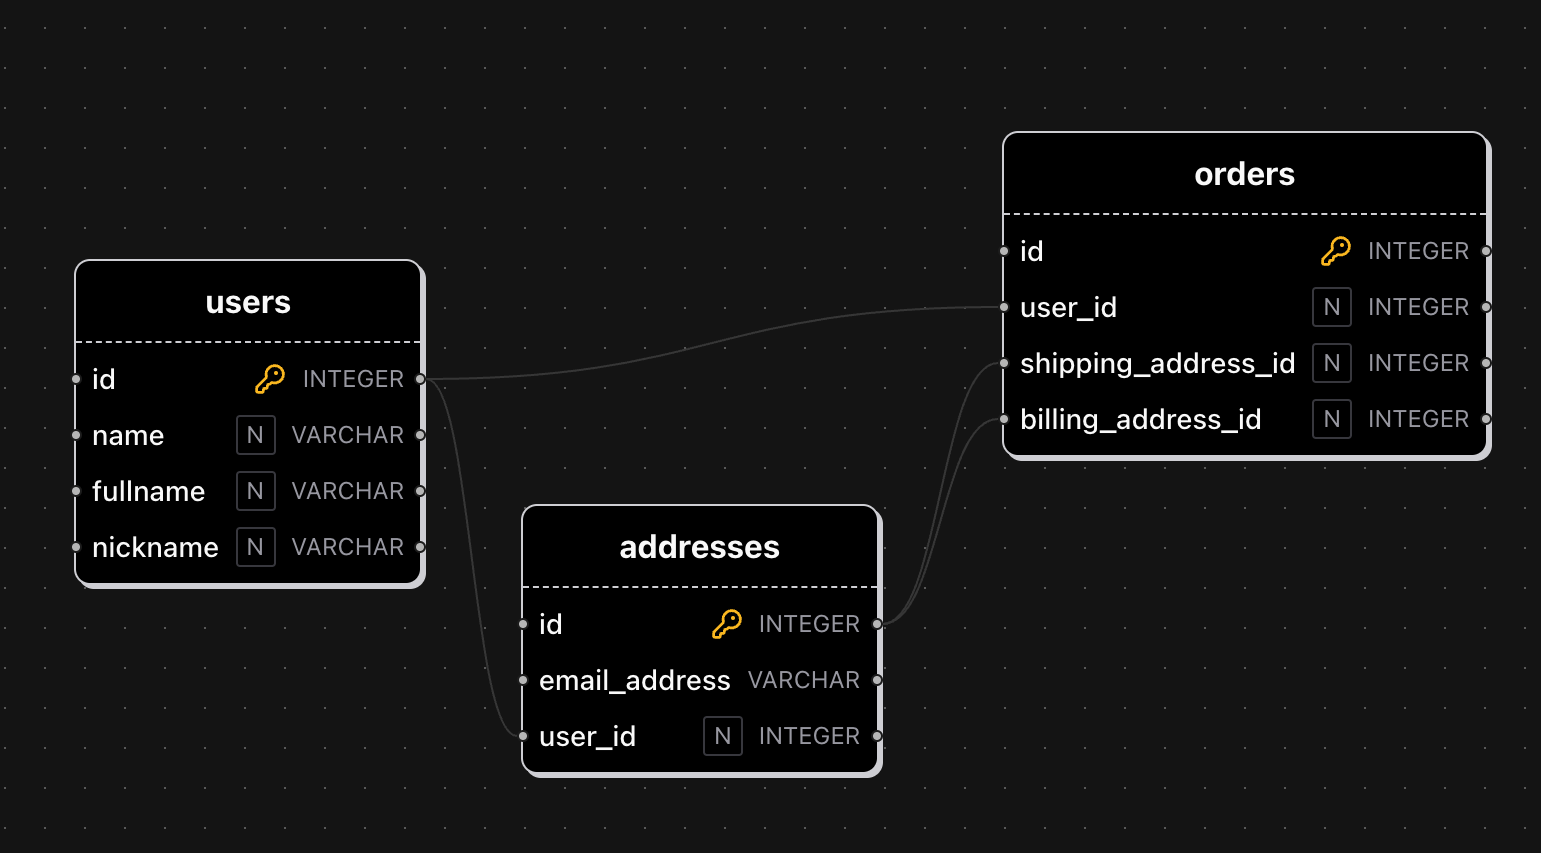 users
id INTEGER
name N VARCHAR
fullname N VARCHAR
nickname N VARCHAR
addresses
id INTEGER
email_address VARCHAR
user_id N INTEGER
orders
id INTEGER
user_id N INTEGER
shipping_address_id N INTEGER
billing_address_id N INTEGER